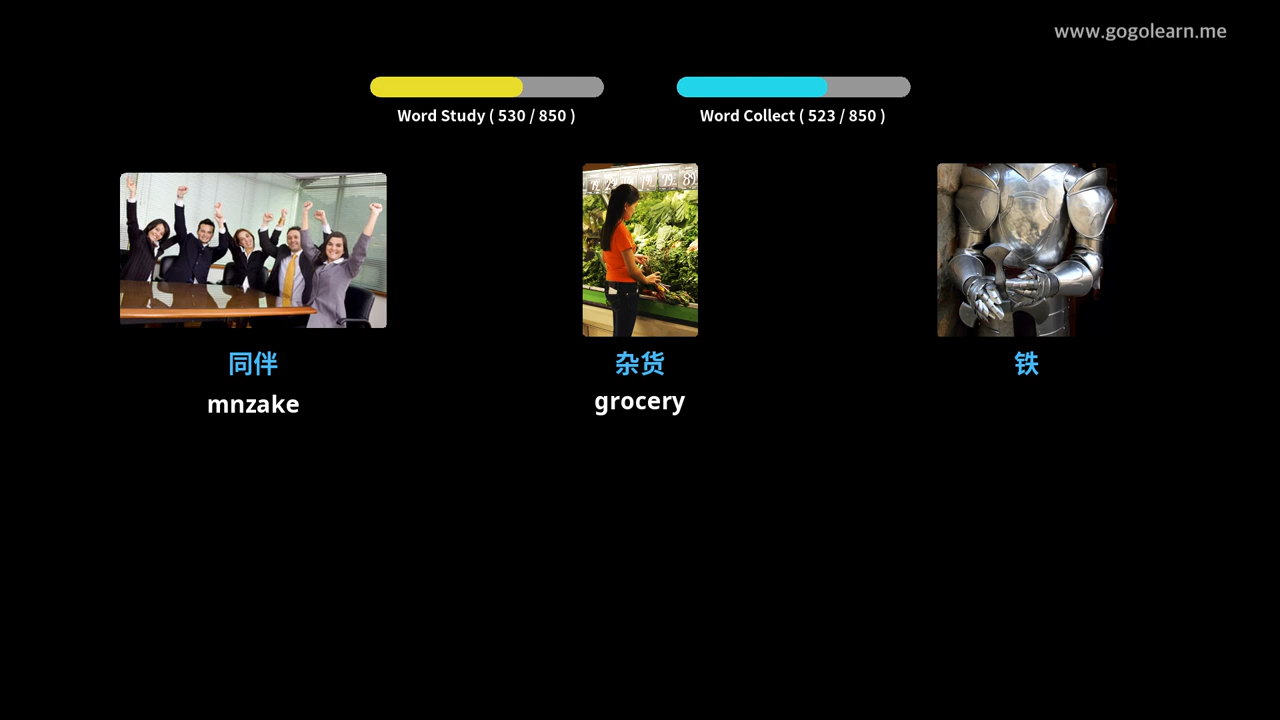 www.gogolearn.me
Word Study ( 530 / 850 )
Word Collect ( 523 / 850 )
同伴
mnzake
杂货
grocery
铁